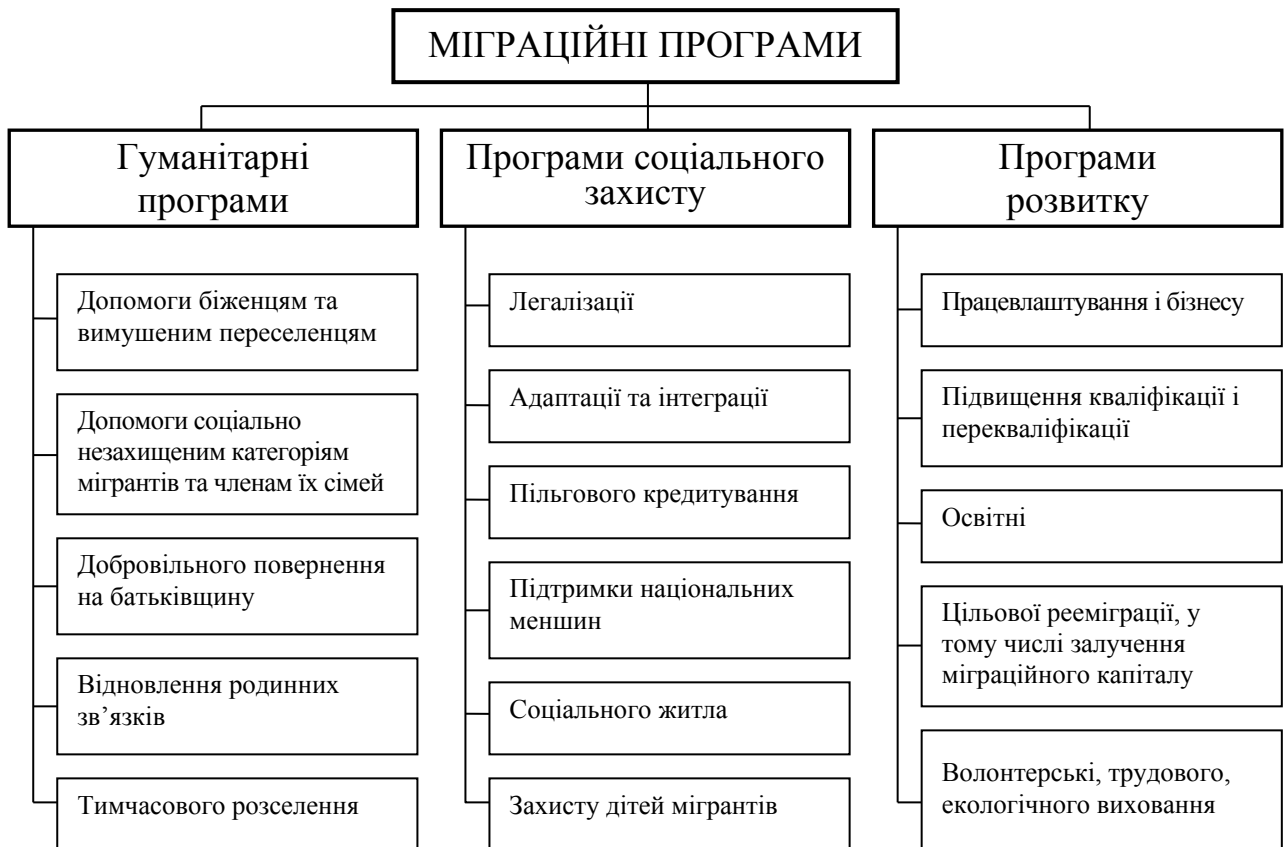 МІГРАЦІЙНІ ПРОГРАМИ
Гуманітарні
програми
Допомоги біженцям та
вимушеним переселенцям
Допомоги соціально
незахищеним категоріям
мігрантів та членам їх сімей
Добровільного повернення
на батьківщину
Відновлення родинних
зв’язків
Тимчасового розселення
Програми соціального
захисту
Легалізації
Адаптації та інтеграції
Пільгового кредитування
Підтримки національних
меншин
Соціального житла
Захисту дітей мігрантів
Програми
розвитку
Працевлаштування і бізнесу
Підвищення кваліфікації і
перекваліфікації
Освітні
Цільової рееміграції, у
тому числі залучення
міграційного капіталу
Волонтерські, трудового,
екологічного виховання